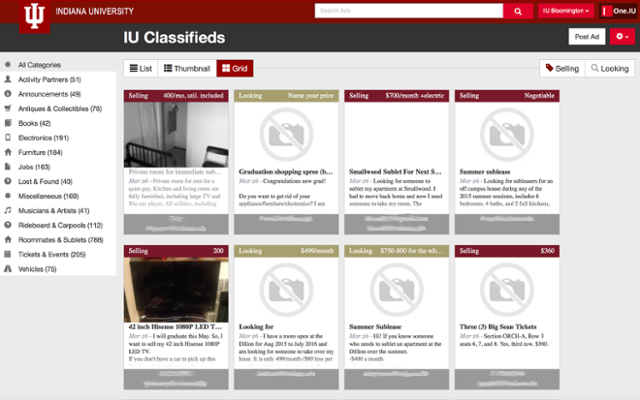 INDIANA UNIVERSITY
Search Ads
IU Bloomington
One.IU
IU Classifieds
Post Ad
All Categories
Activity Partners (51)
Announcements (49)
Antiques & Collectibles (76)
Books (42)
Electronics (191)
Furniture (184)
Jobs (163)
Lost & Found (40)
Miscellaneous (169)
Musicians & Artists (41)
Rideboard & Carpools (112)
Roommates & Sublets (766)
Tickets & Events (205)
Vehicles (75)
List
Thumbnail
Grid
Selling
Looking
Selling 400/mo, util. included
Private room for immediate sub...
Mar 26 - Private room for rent for a
quiet guy. Kitchen and living room are
fully furnished, including large TV and
Blu-ray player. All utilities, including
Looking Name your price
Graduation shopping spree (b...
Mar 26 - Congratulations new grad!
Do you want to get rid of your
appliance/furniture/electronics? I am
Selling $700/month +electric
Smallwood Sublet For Next S...
Mar 26 - Looking for someone to
sublet my apartment at Smallwood. I
had to move back home and now I need
someone to take my room. The
Selling Negotiable
Summer sublease
Mar 26 - Looking for subleasers for an
off campus house during any of the
2015 summer sessions, includes 6
bedrooms, 4 baths, and 2 full kitchens,
Selling 200
42 inch Hisense 1080P LED T...
Mar 26 - I will graduate this May. So, I
want to sell my 42 inch Hisense 1080P
LED TV.
If you don't have a car to pick up this
Looking $499/month
Looking for
Mar 26 - I have a room open at the
Dillon for Aug 2015 to July 2016 and
am looking for someone to take over my
lease. It is only 499/month ($80 less per
Looking $750-800 for the wh...
Summer Sublease
Mar 26 - Hi! If you know someone
who needs to sublet an apartment at the
Dillon over the summer.
-$400 a month
Selling $360
Three (3) Big Sean Tickets
Mar 26 - Section ORCH-A, Row 3
seats 6, 7, and 8. Yes, third row. $360.